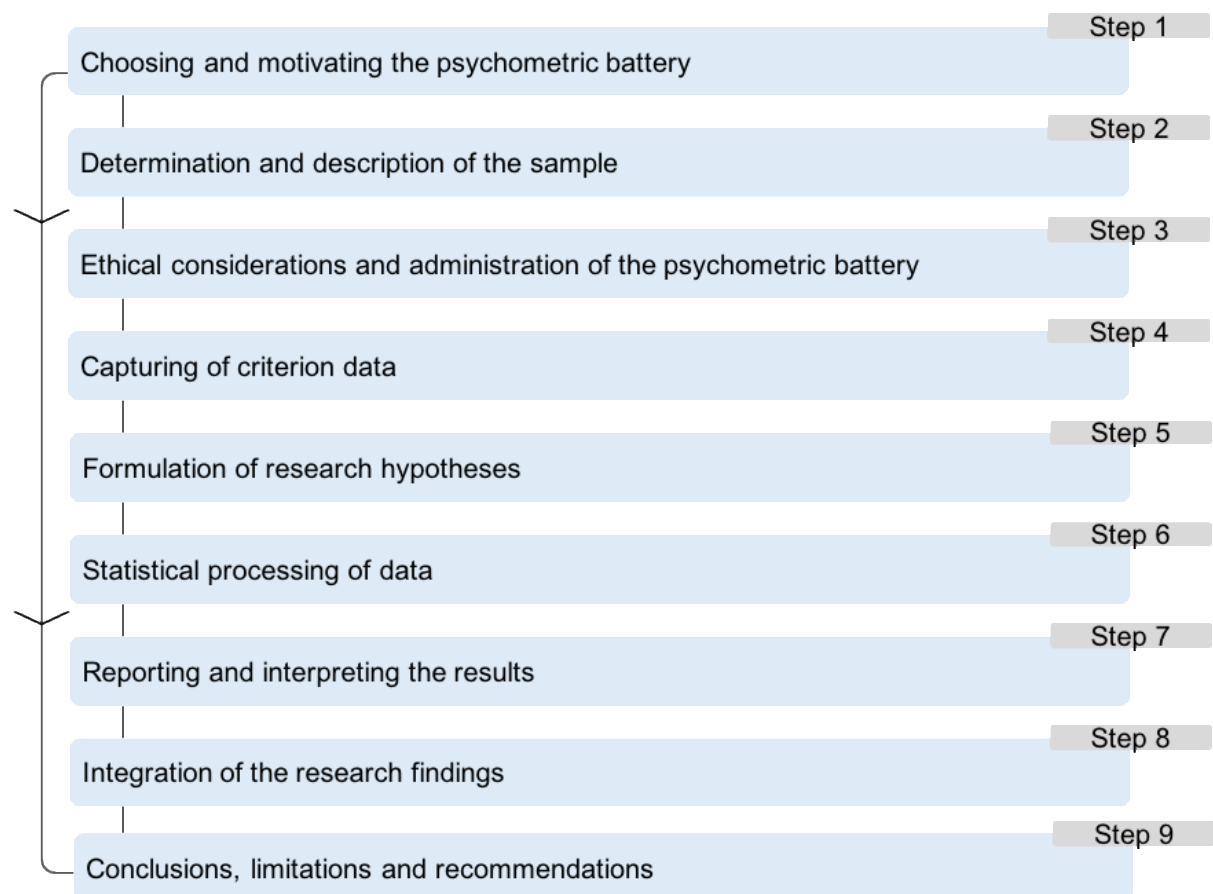 Step 1
Choosing and motivating the psychometric battery
Step 2
Determination and description of the sample
Step 3
Ethical considerations and administration of the psychometric battery
Step 4
Capturing of criterion data
Step 5
Formulation of research hypotheses
Step 6
Statistical processing of data
Step 7
Reporting and interpreting the results
Step 8
Integration of the research findings
Step 9
Conclusions, limitations and recommendations